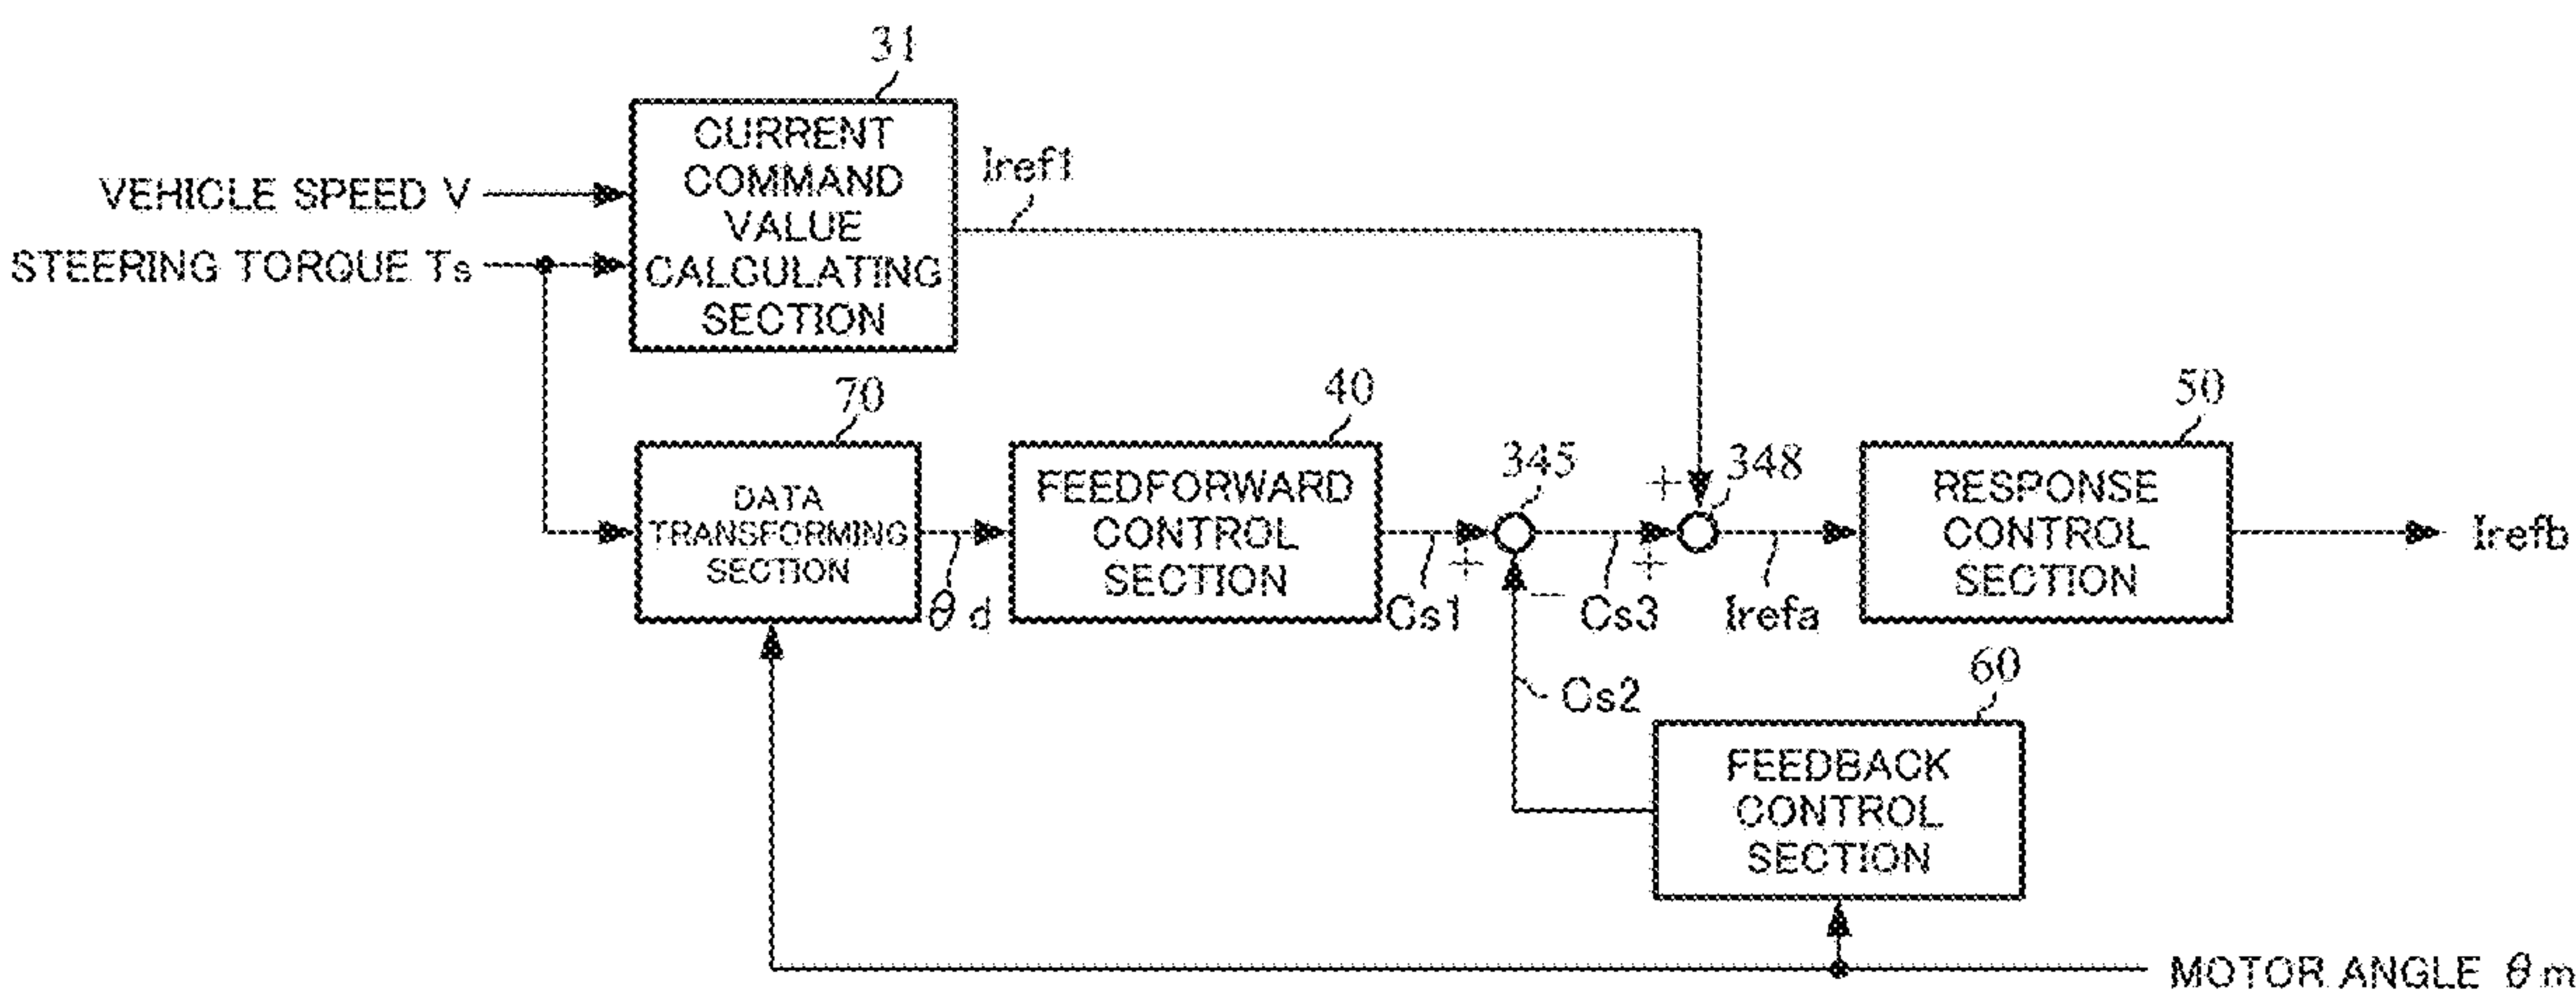 31
CURRENT
COMMAND
VALUE
CALCULATING
SECTION
Iref1
VEHICLE SPEED V
STEERING TORQUE Ts
70
DATA
TRANSFORMING
SECTION
θd
40
FEEDFORWARD
CONTROL
SECTION
Cs1
+
345
−
Cs2
Cs3
+
+
348
Irefa
50
RESPONSE
CONTROL
SECTION
Irefb
60
FEEDBACK
CONTROL
SECTION
MOTOR ANGLE θm